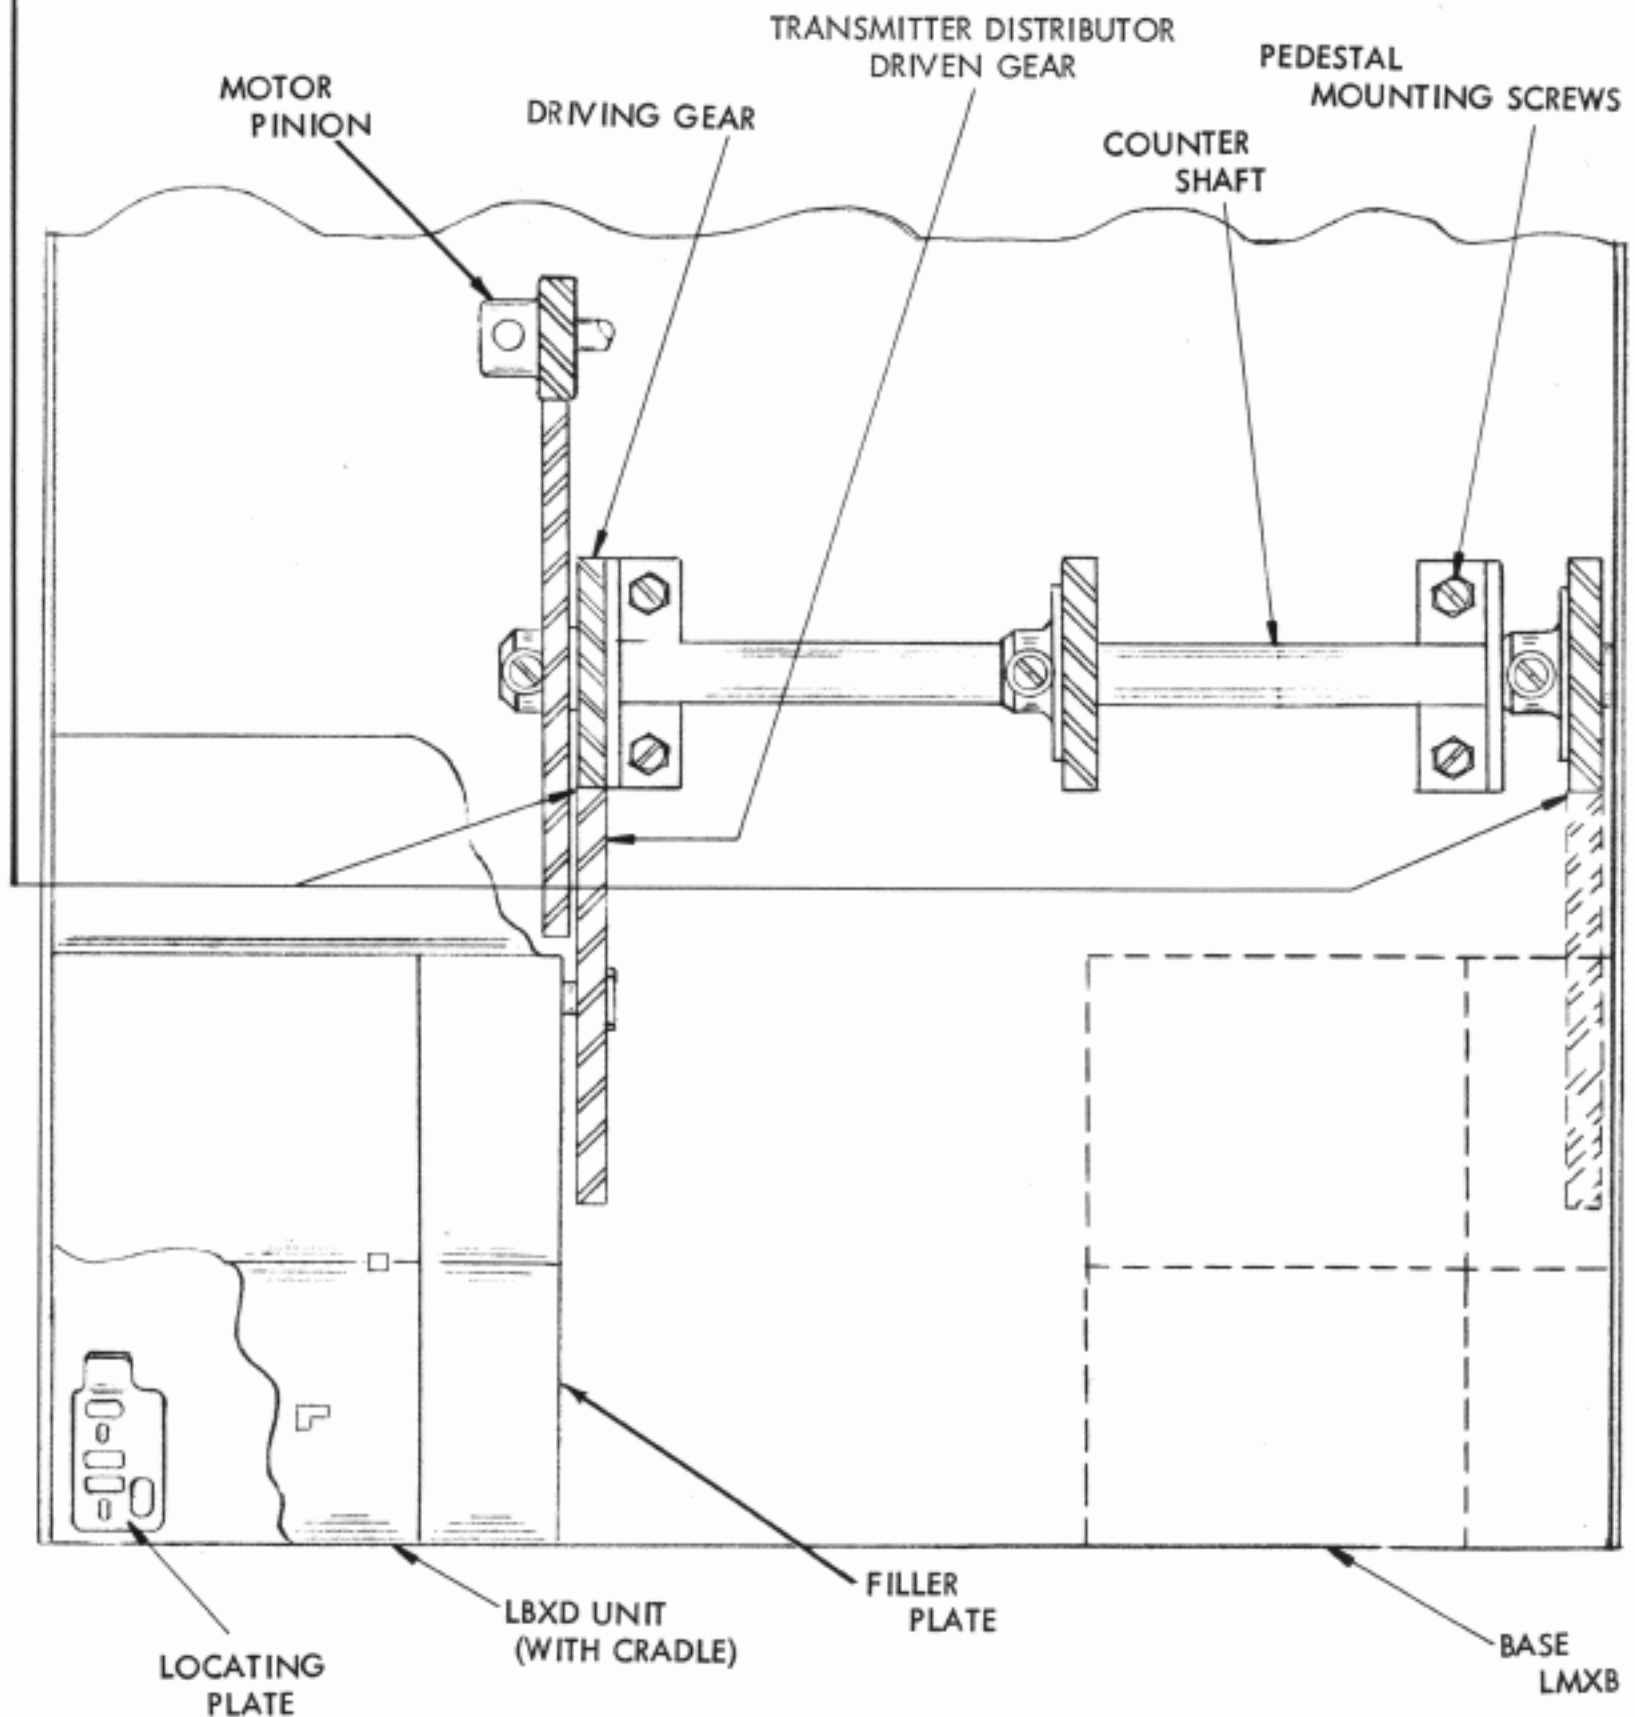 TRANSMITTER DISTRIBUTOR
DRIVEN GEAR
PEDESTAL
MOUNTING SCREWS
MOTOR
PINION
DRIVING GEAR
COUNTER
SHAFT
FILLER
PLATE
LBXD UNIT
(WITH CRADLE)
BASE
LMXB
LOCATING
PLATE